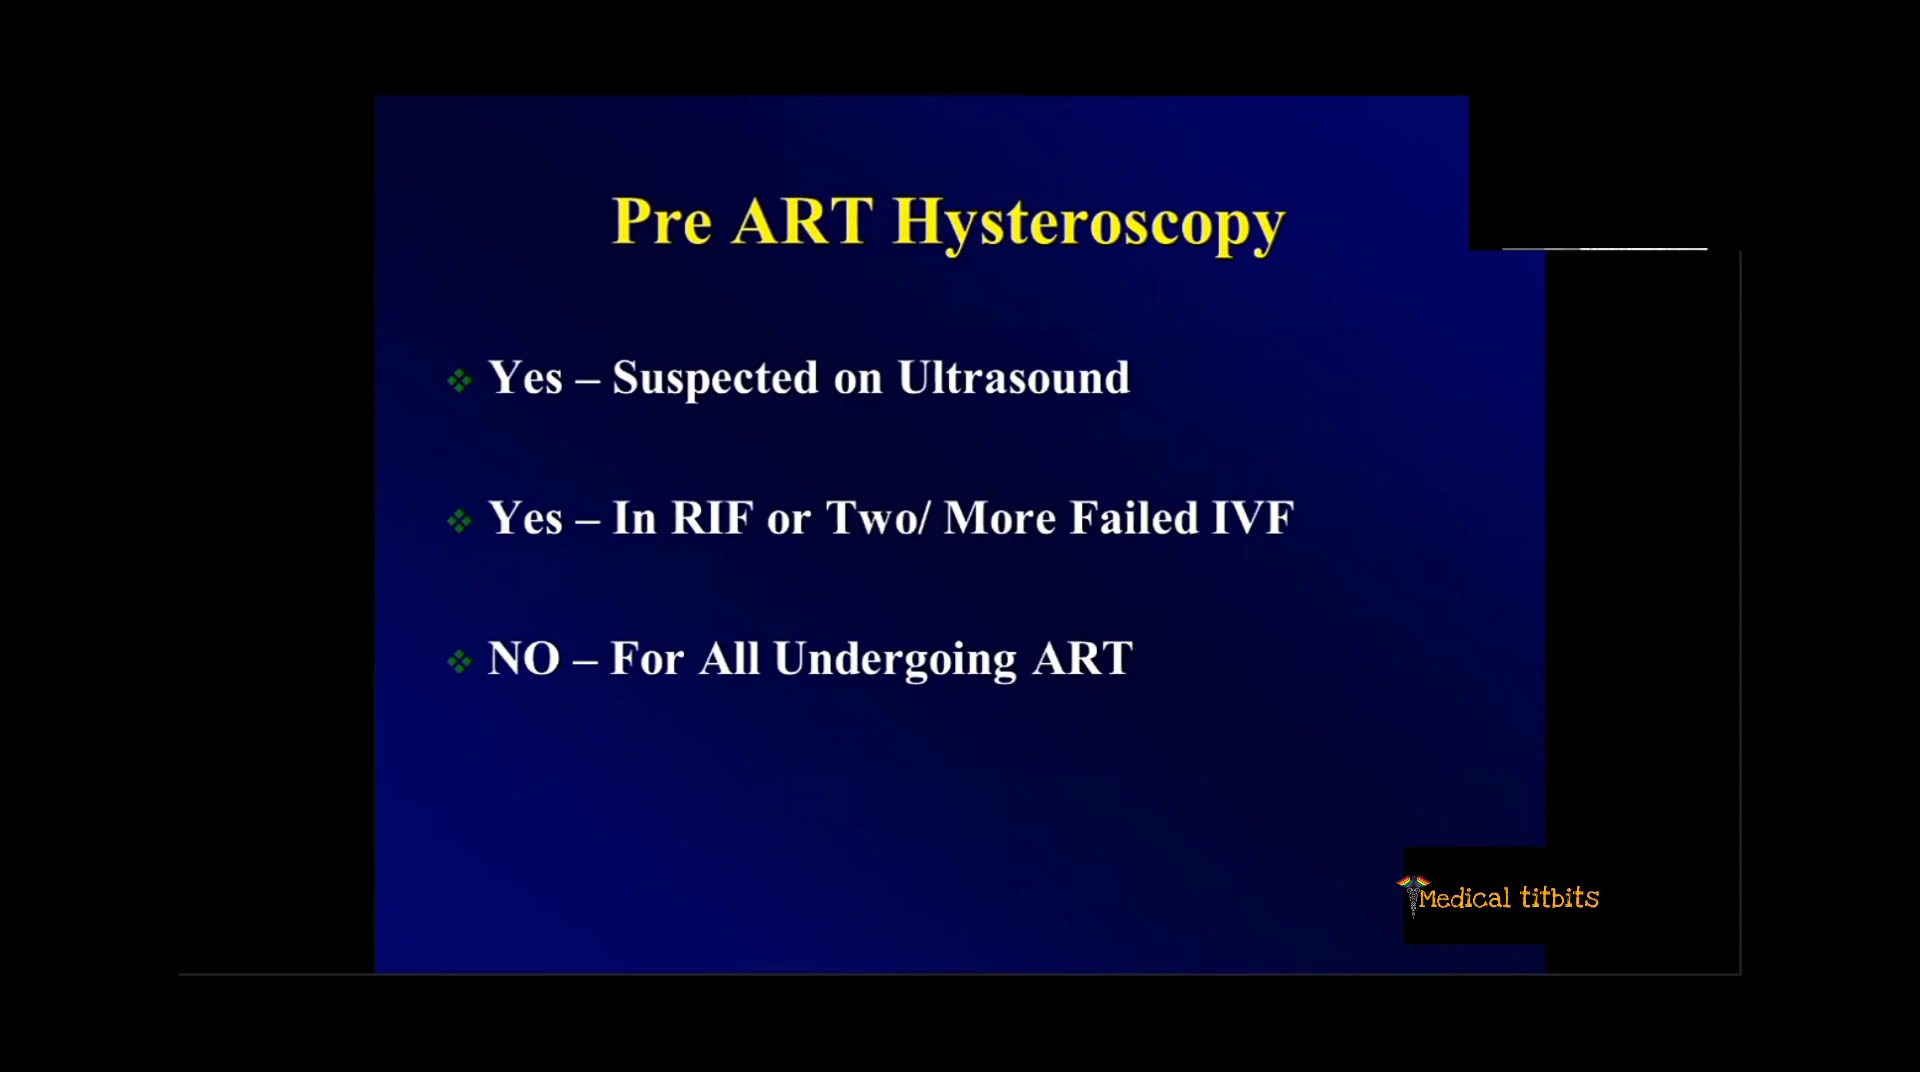 Pre ART Hysteroscopy
Yes – Suspected on Ultrasound
Yes – In RIF or Two/ More Failed IVF
NO – For All Undergoing ART
Medical titbits